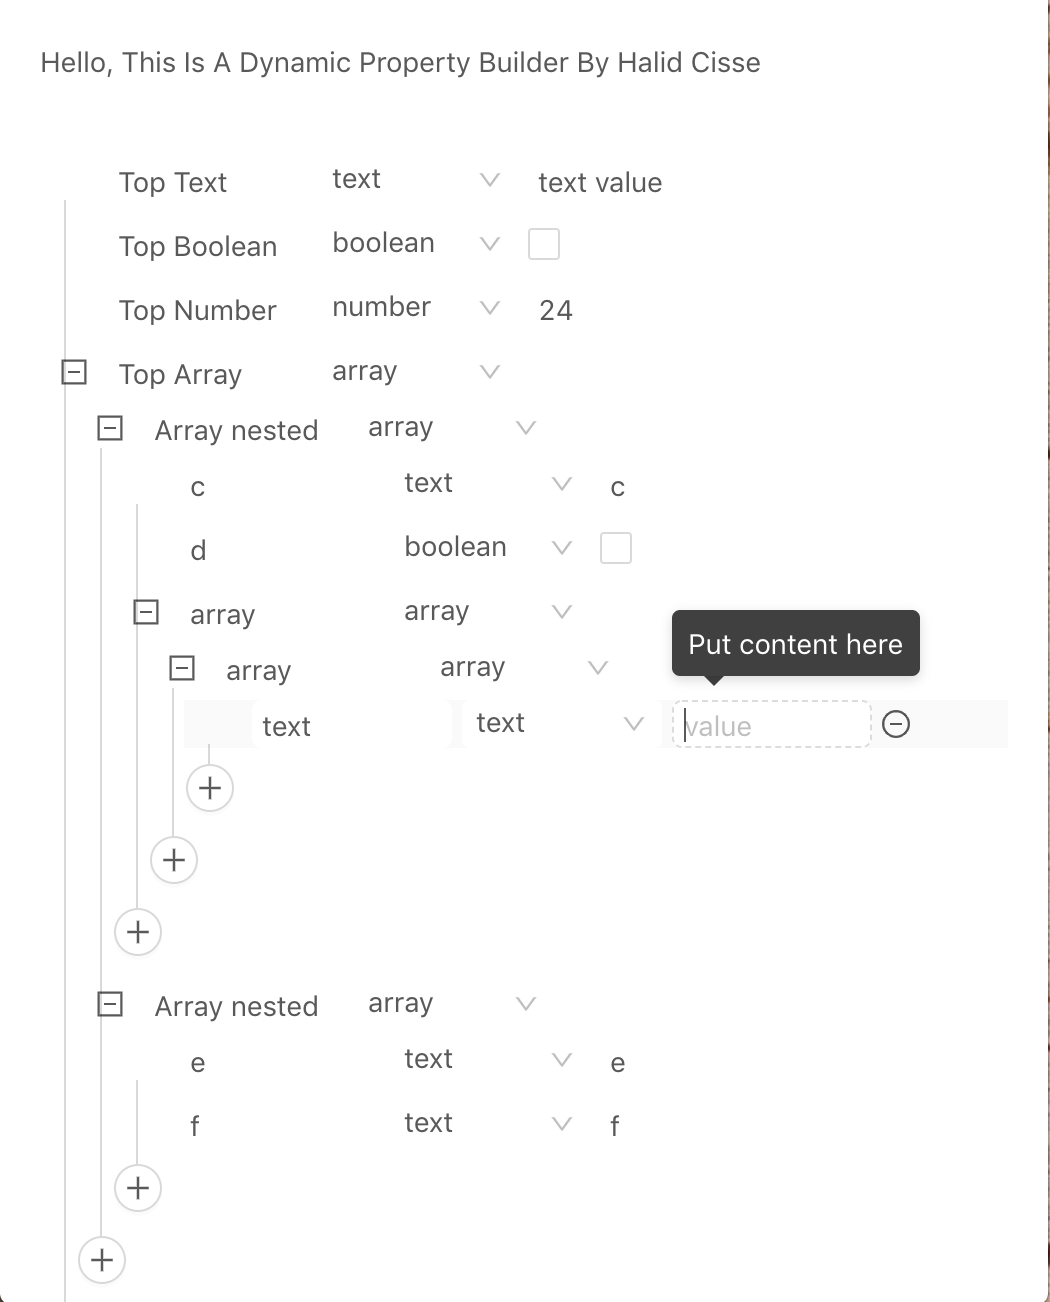 Hello, This Is A Dynamic Property Builder By Halid Cisse
Top Text text text value
Top Boolean boolean
Top Number number 24
Top Array array
Array nested array
c text c
d boolean
array array
Put content here
array array
text text value
Array nested array
e text e
f text f